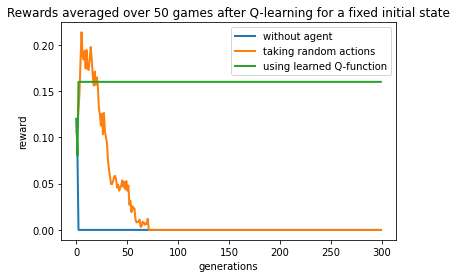 Rewards averaged over 50 games after Q-learning for a fixed initial state
without agent
taking random actions
using learned Q-function
reward
0.20
0.15
0.10
0.05
0.00
0
50
100
150
200
250
300
generations